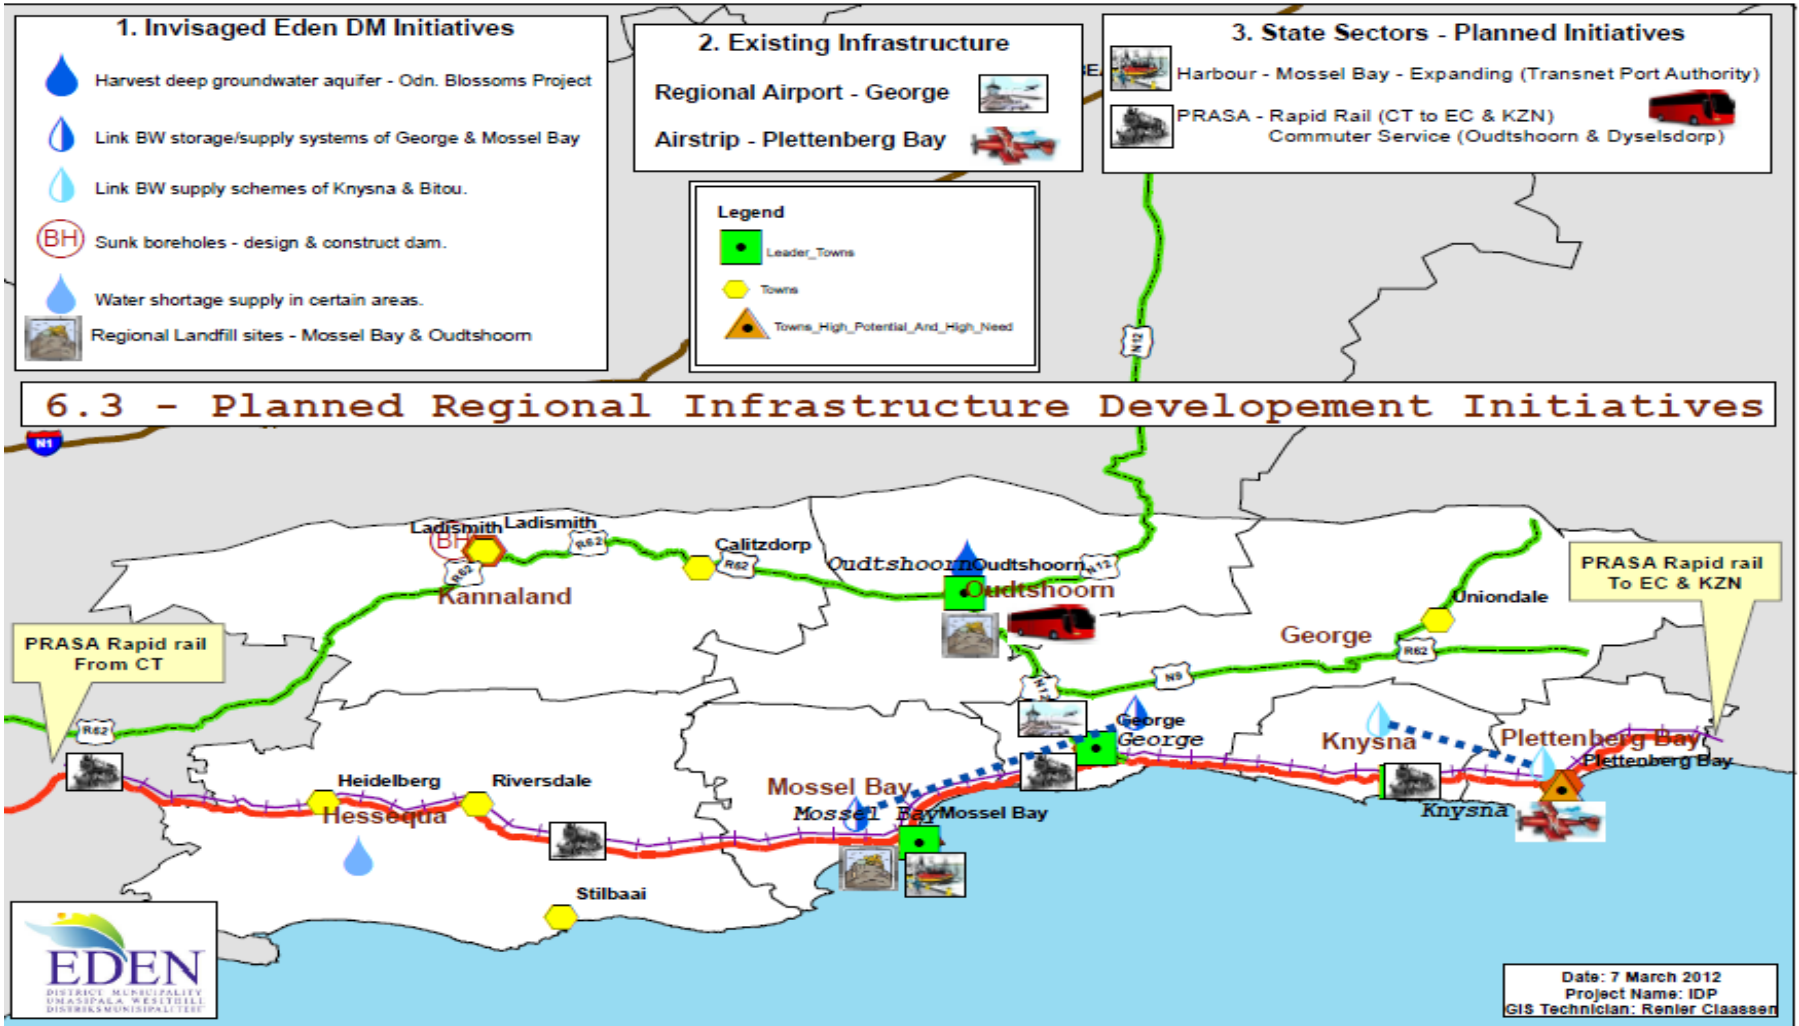 1. Invisaged Eden DM Initiatives
Harvest deep groundwater aquifer - Odn. Blossoms Project
Link BW storage/supply systems of George & Mossel Bay
Link BW supply schemes of Knysna & Bitou.
BH Sunk boreholes - design & construct dam.
Water shortage supply in certain areas.
Regional Landfill sites - Mossel Bay & Oudtshoorn
2. Existing Infrastructure
Regional Airport - George
Airstrip - Plettenberg Bay
3. State Sectors - Planned Initiatives
Harbour - Mossel Bay - Expanding (Transnet Port Authority)
PRASA - Rapid Rail (CT to EC & KZN)
Commuter Service (Oudtshoorn & Dyselsdorp)
Legend
Leader_Towns
Towns
Towns_High_Potential_And_High_Need
N12
6.3 - Planned Regional Infrastructure Developement Initiatives
N1
Ladismith Ladismith
BH
R62
R62
Calitzdorp
R62
Kannaland
Oudtshoorn Oudtshoorn
N12
Oudtshoorn
PRASA Rapid rail
To EC & KZN
Uniondale
George
R62
PRASA Rapid rail
From CT
R62
N9
N12
George
George
Knysna
Plettenberg Bay
Plettenberg Bay
Heidelberg
Riversdale
Hessequa
Mossel Bay
Mossel Bay Mossel Bay
Knysna
Stilbaai
EDEN
DISTRICT MUNICIPALITY
UMASIPALA WESITHILI
DISTRIKSMUNISIPALITEIT
Date: 7 March 2012
Project Name: IDP
GIS Technician: Renier Claassen